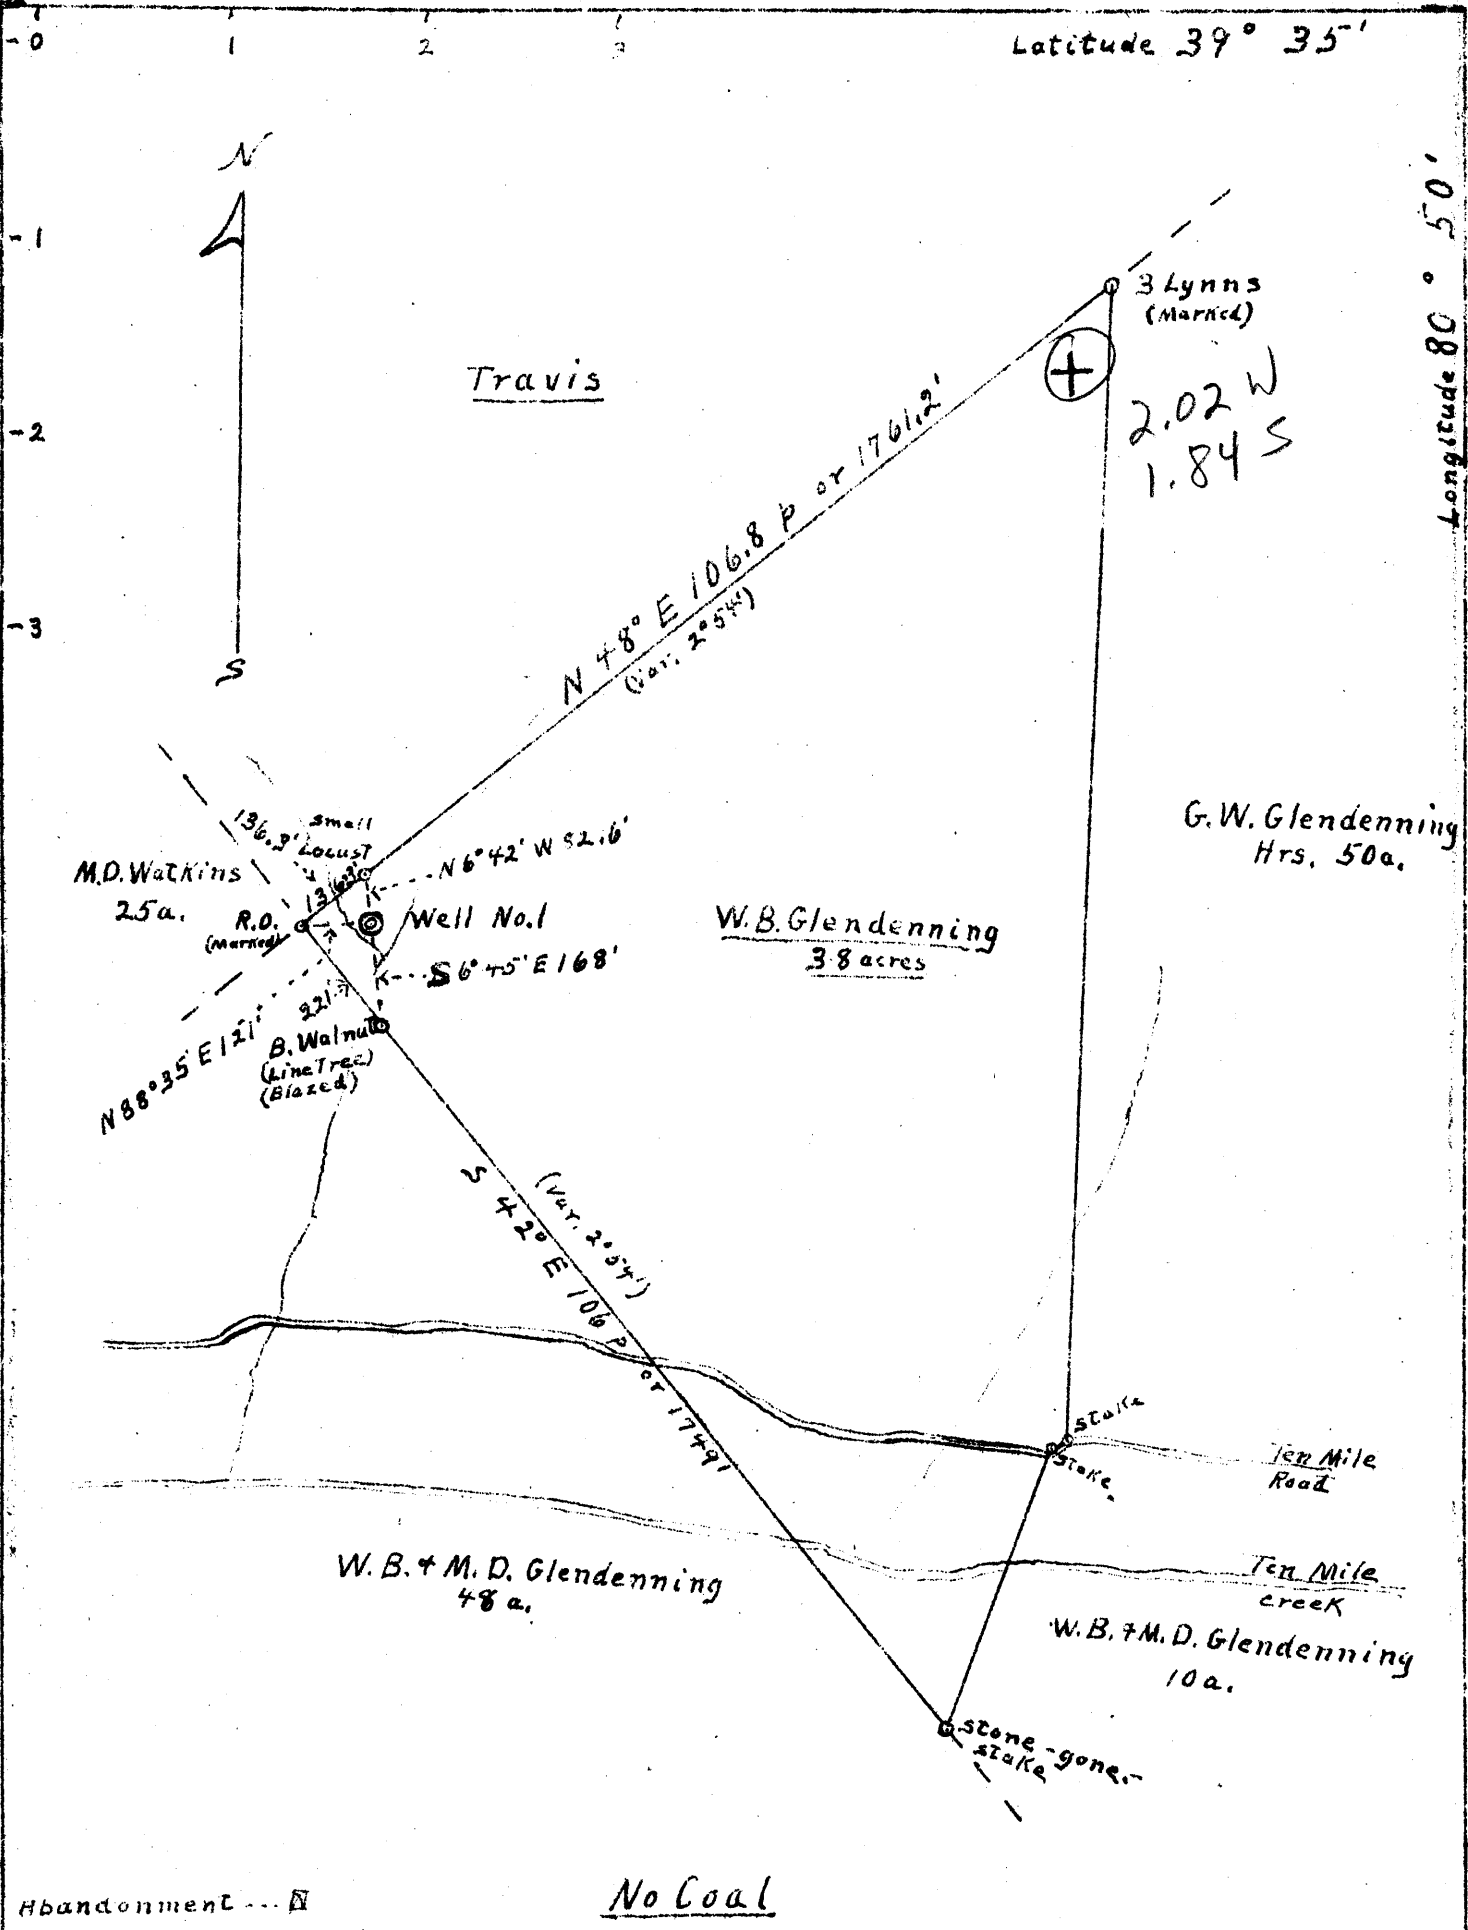 -0 1 2 3
Latitude 39° 35'
Longitude 80° 50'
N
-1
3 Lynns
(Marked)
Travis
2.02 W
1.84 S
-2
N 48° E 106.8 P or 1761.2'
(Var. 2°54')
-3
S
136.3'
small
Locust
N 6°42' W 82.6'
M.D. Watkins
25a.
136.3'
R.O.
(Marked)
Well No.1
W.B. Glendenning
38 acres
G.W. Glendenning
Hrs. 50a.
S 6°45' E 168'
221.
N 88°35' E 121'
B. Walnut
(Line Tree)
(Blazed)
(Var. 2°54')
S 42° E 106 P or 1749'
stake
stake.
Ten Mile
Road
W.B. & M.D. Glendenning
48 a.
Ten Mile
creek
W.B. & M.D. Glendenning
10a.
stone-gone.-
stake
No Coal
Abandonment ...